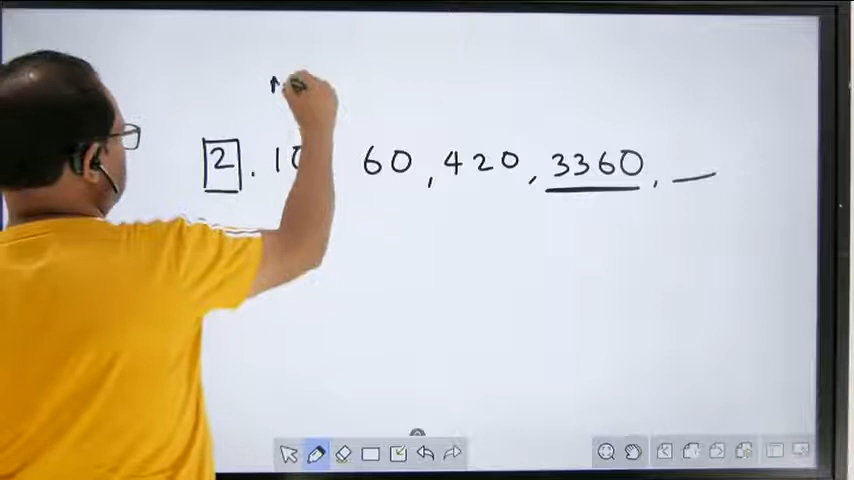 2 . 10 60 , 420 , 3360 , __